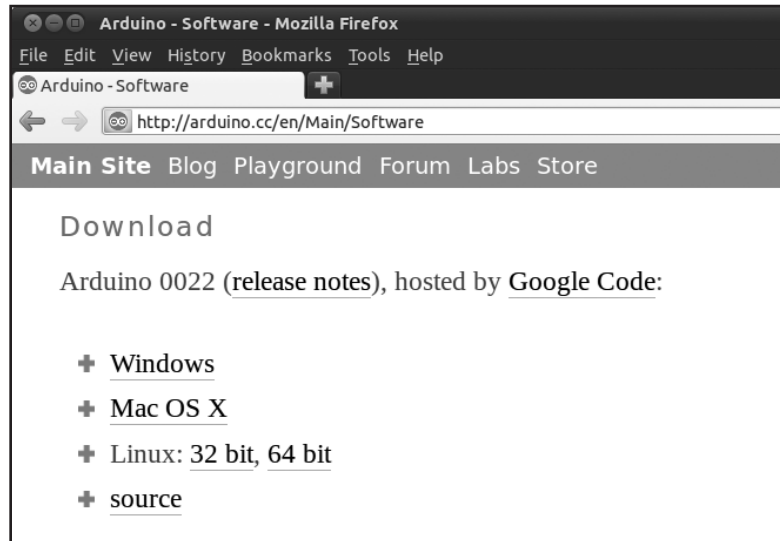 Arduino - Software - Mozilla Firefox
File Edit View History Bookmarks Tools Help
Arduino - Software
http://arduino.cc/en/Main/Software
Main Site Blog Playground Forum Labs Store
Download
Arduino 0022 (release notes), hosted by Google Code:
Windows
Mac OS X
Linux: 32 bit, 64 bit
source